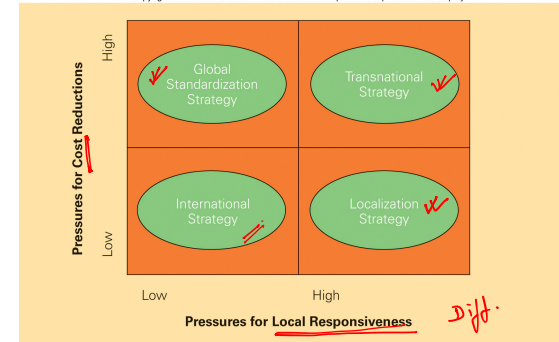 High
Global
Standardization
Strategy
Transnational
Strategy
Pressures for Cost Reductions
International
Strategy
Localization
Strategy
Low
Low
High
Pressures for Local Responsiveness
Diff.